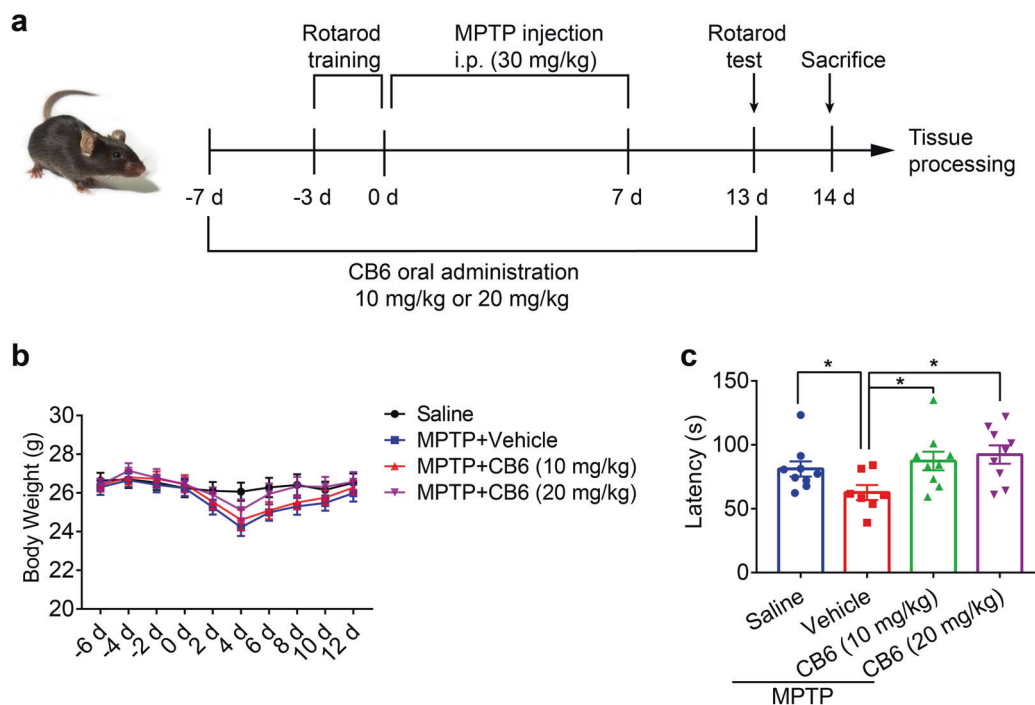 a
Rotarod
training
MPTP injection
i.p. (30 mg/kg)
Rotarod
test
Sacrifice
Tissue
processing
-7 d
-3 d
0 d
7 d
13 d
14 d
CB6 oral administration
10 mg/kg or 20 mg/kg
b
Body Weight (g)
30
28
26
24
22
20
-6 d
-4 d
-2 d
0 d
2 d
4 d
6 d
8 d
10 d
12 d
Saline
MPTP+Vehicle
MPTP+CB6 (10 mg/kg)
MPTP+CB6 (20 mg/kg)
c
Latency (s)
150
100
50
0
*
*
*
Saline
Vehicle
CB6 (10 mg/kg)
CB6 (20 mg/kg)
MPTP